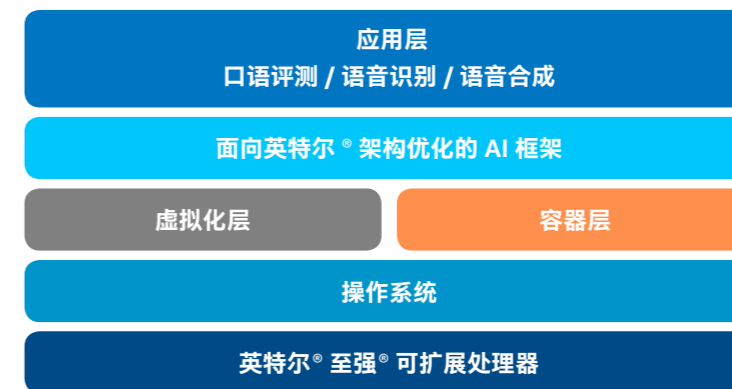 应用层
口语评测 / 语音识别 / 语音合成
面向英特尔® 架构优化的 AI 框架
虚拟化层
容器层
操作系统
英特尔® 至强® 可扩展处理器